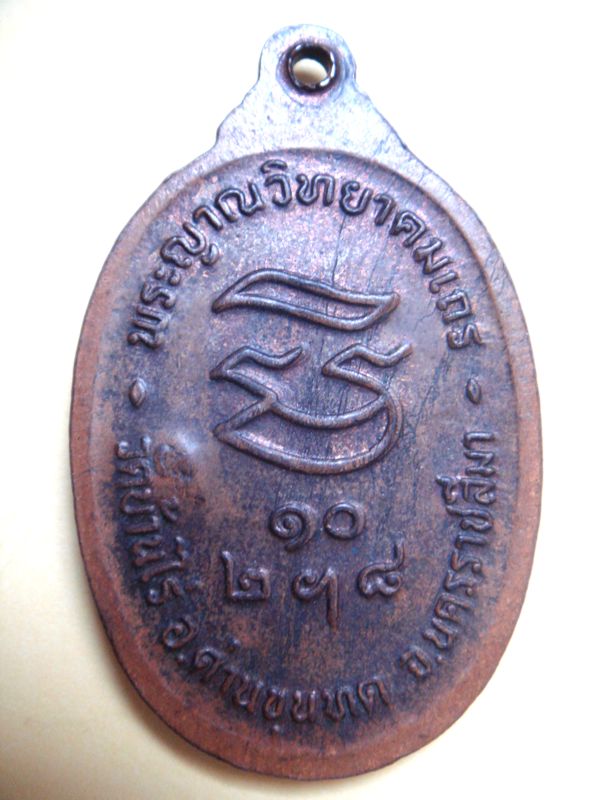 พระญาณวิทยาคมเถร
๑๐
๒ ฯ ๘
วัดบ้านไร่ อ.ด่านขุนทด จ.นครราชสีมา